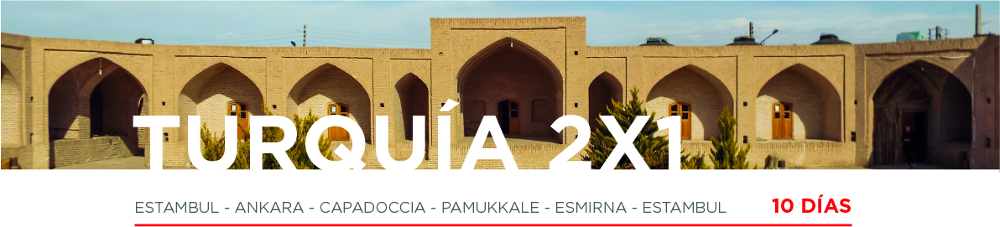 TURQUÍA 2X1
ESTAMBUL - ANKARA - CAPADOCCIA - PAMUKKALE - ESMIRNA - ESTAMBUL 10 DÍAS